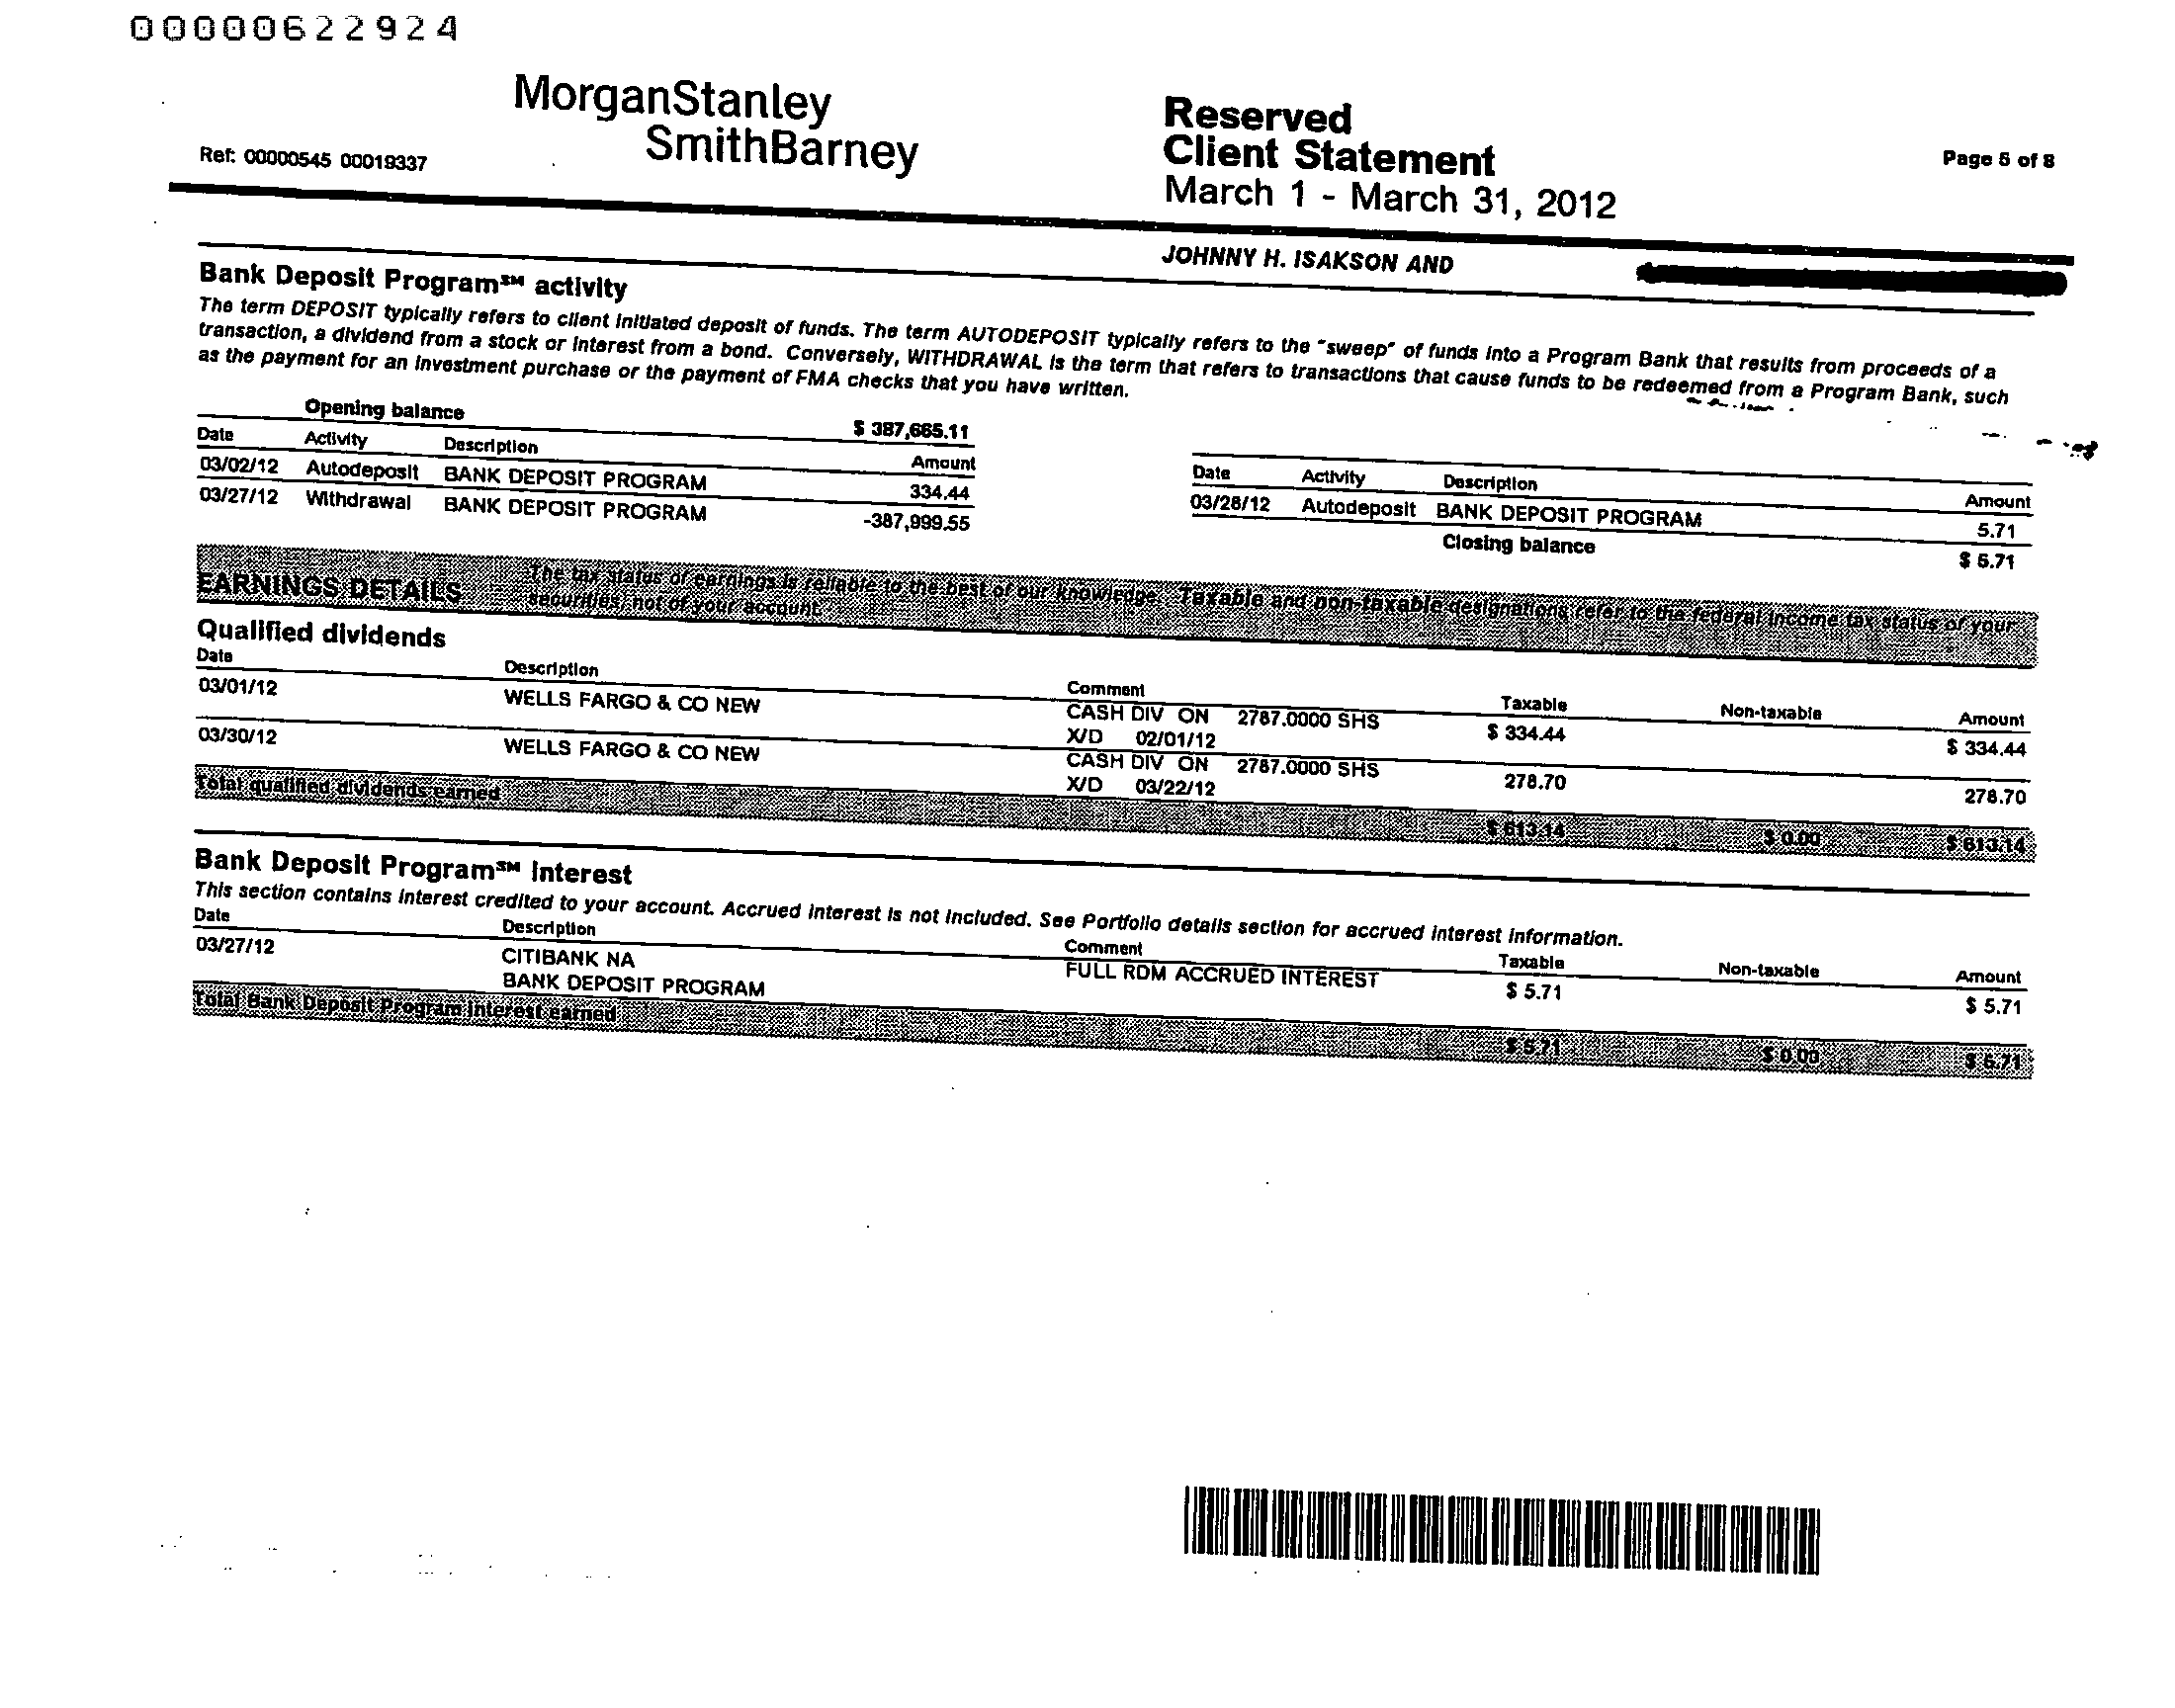 00000622924
MorganStanley
SmithBarney
Ref: 00000545 00019337
Reserved
Client Statement
March 1 - March 31, 2012
Page 5 of 8
JOHNNY H. ISAKSON AND
Bank Deposit Program℠ activity
The term DEPOSIT typically refers to client initiated deposit of funds. The term AUTODEPOSIT typically refers to the "sweep" of funds into a Program Bank that results from proceeds of a
transaction, a dividend from a stock or interest from a bond. Conversely, WITHDRAWAL is the term that refers to transactions that cause funds to be redeemed from a Program Bank, such
as the payment for an investment purchase or the payment of FMA checks that you have written.
Opening balance $ 387,665.11
Date Activity Description Amount
03/02/12 Autodeposit BANK DEPOSIT PROGRAM 334.44
03/27/12 Withdrawal BANK DEPOSIT PROGRAM -387,999.55
Date Activity Description Amount
03/28/12 Autodeposit BANK DEPOSIT PROGRAM 5.71
Closing balance $ 5.71
EARNINGS DETAILS The tax status of earnings is reliable to the best of our knowledge. Taxable and non-taxable designations refer to the federal income tax status of your
securities, not of your account.
Qualified dividends
Date Description Comment Taxable Non-taxable Amount
03/01/12 WELLS FARGO & CO NEW CASH DIV ON 2787.0000 SHS $ 334.44 $ 334.44
X/D 02/01/12
03/30/12 WELLS FARGO & CO NEW CASH DIV ON 2787.0000 SHS 278.70 278.70
X/D 03/22/12
Total qualified dividends earned $ 613.14 $ 0.00 $ 613.14
Bank Deposit Program℠ interest
This section contains interest credited to your account. Accrued interest is not included. See Portfolio details section for accrued interest information.
Date Description Comment Taxable Non-taxable Amount
03/27/12 CITIBANK NA FULL RDM ACCRUED INTEREST $ 5.71 $ 5.71
BANK DEPOSIT PROGRAM
Total Bank Deposit Program interest earned $ 5.71 $ 0.00 $ 5.71